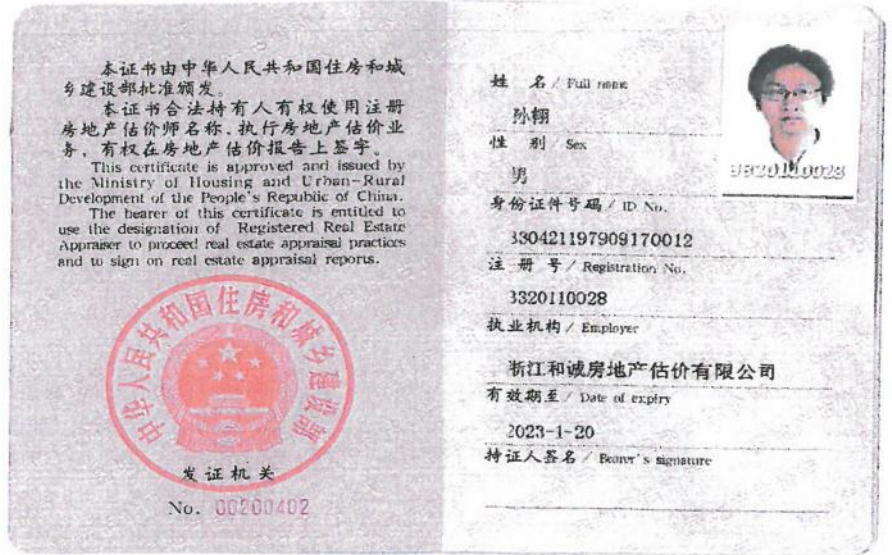 本证书由中华人民共和国住房和城
乡建设部批准颁发。
本证书合法持有人有权使用注册
房地产估价师名称、执行房地产估价业
务，有权在房地产估价报告上签字。
This certificate is approved and issued by
the Ministry of Housing and Urban-Rural
Development of the People's Republic of China.
The bearer of this certificate is entitled to
use the designation of Registered Real Estate
Appraiser to proceed real estate appraisal practices
and to sign on real estate appraisal reports.
中华人民共和国住房和城乡建设部
发证机关
No. 00200402
姓 名 / Full name
孙翱
性 别 / Sex
男
身份证件号码 / ID No.
330421197909170012
注 册 号 / Registration No.
3320110028
执业机构 / Employer
浙江和诚房地产估价有限公司
有效期至 / Date of expiry
2023-1-20
持证人签名 / Bearer's signature
3320110028